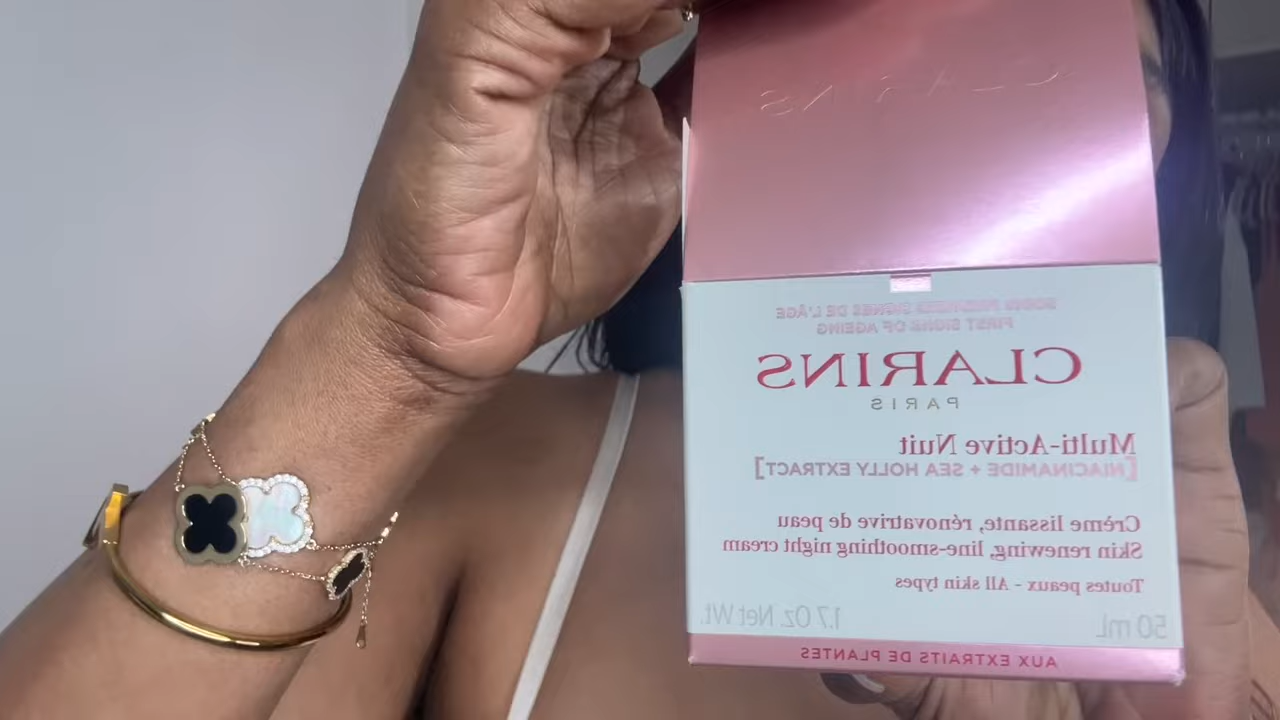 CLARINS
SOIN PREMIERS SIGNES DE L'ÂGE
FIRST SIGNS OF AGEING
CLARINS
PARIS
Multi-Active Nuit
[NIACINAMIDE + SEA HOLLY EXTRACT]
Crème lissante, rénovatrice de peau
Skin renewing, line-smoothing night cream
Toutes peaux - All skin types
50 mL 1.7 Oz. Net Wt.
AUX EXTRAITS DE PLANTES